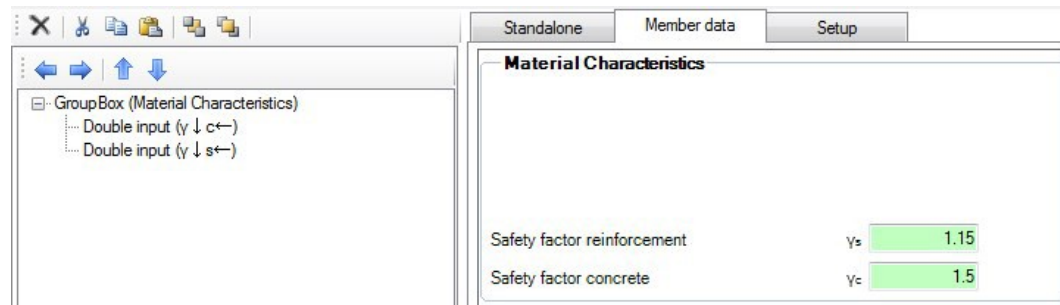 Standalone Member data Setup
GroupBox (Material Characteristics)
Double input (γ↓c←)
Double input (γ↓s←)
Material Characteristics
Safety factor reinforcement γs 1.15
Safety factor concrete γc 1.5